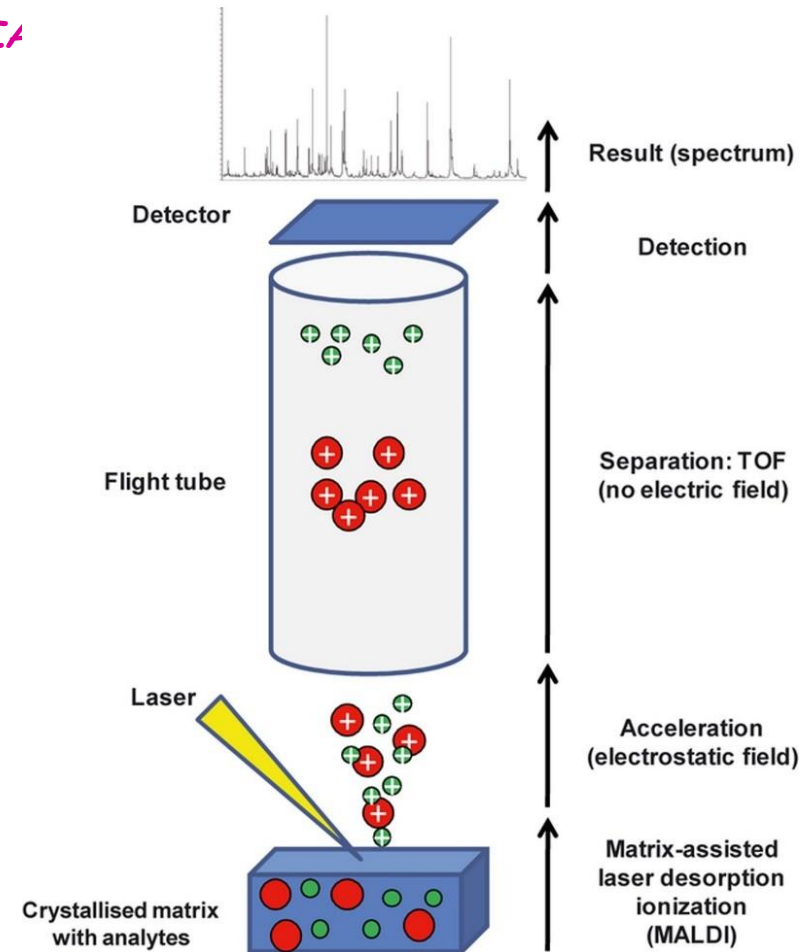 Result (spectrum)
Detector
Detection
Flight tube
Separation: TOF
(no electric field)
Laser
Acceleration
(electrostatic field)
Matrix-assisted
laser desorption
ionization
(MALDI)
Crystallised matrix
with analytes